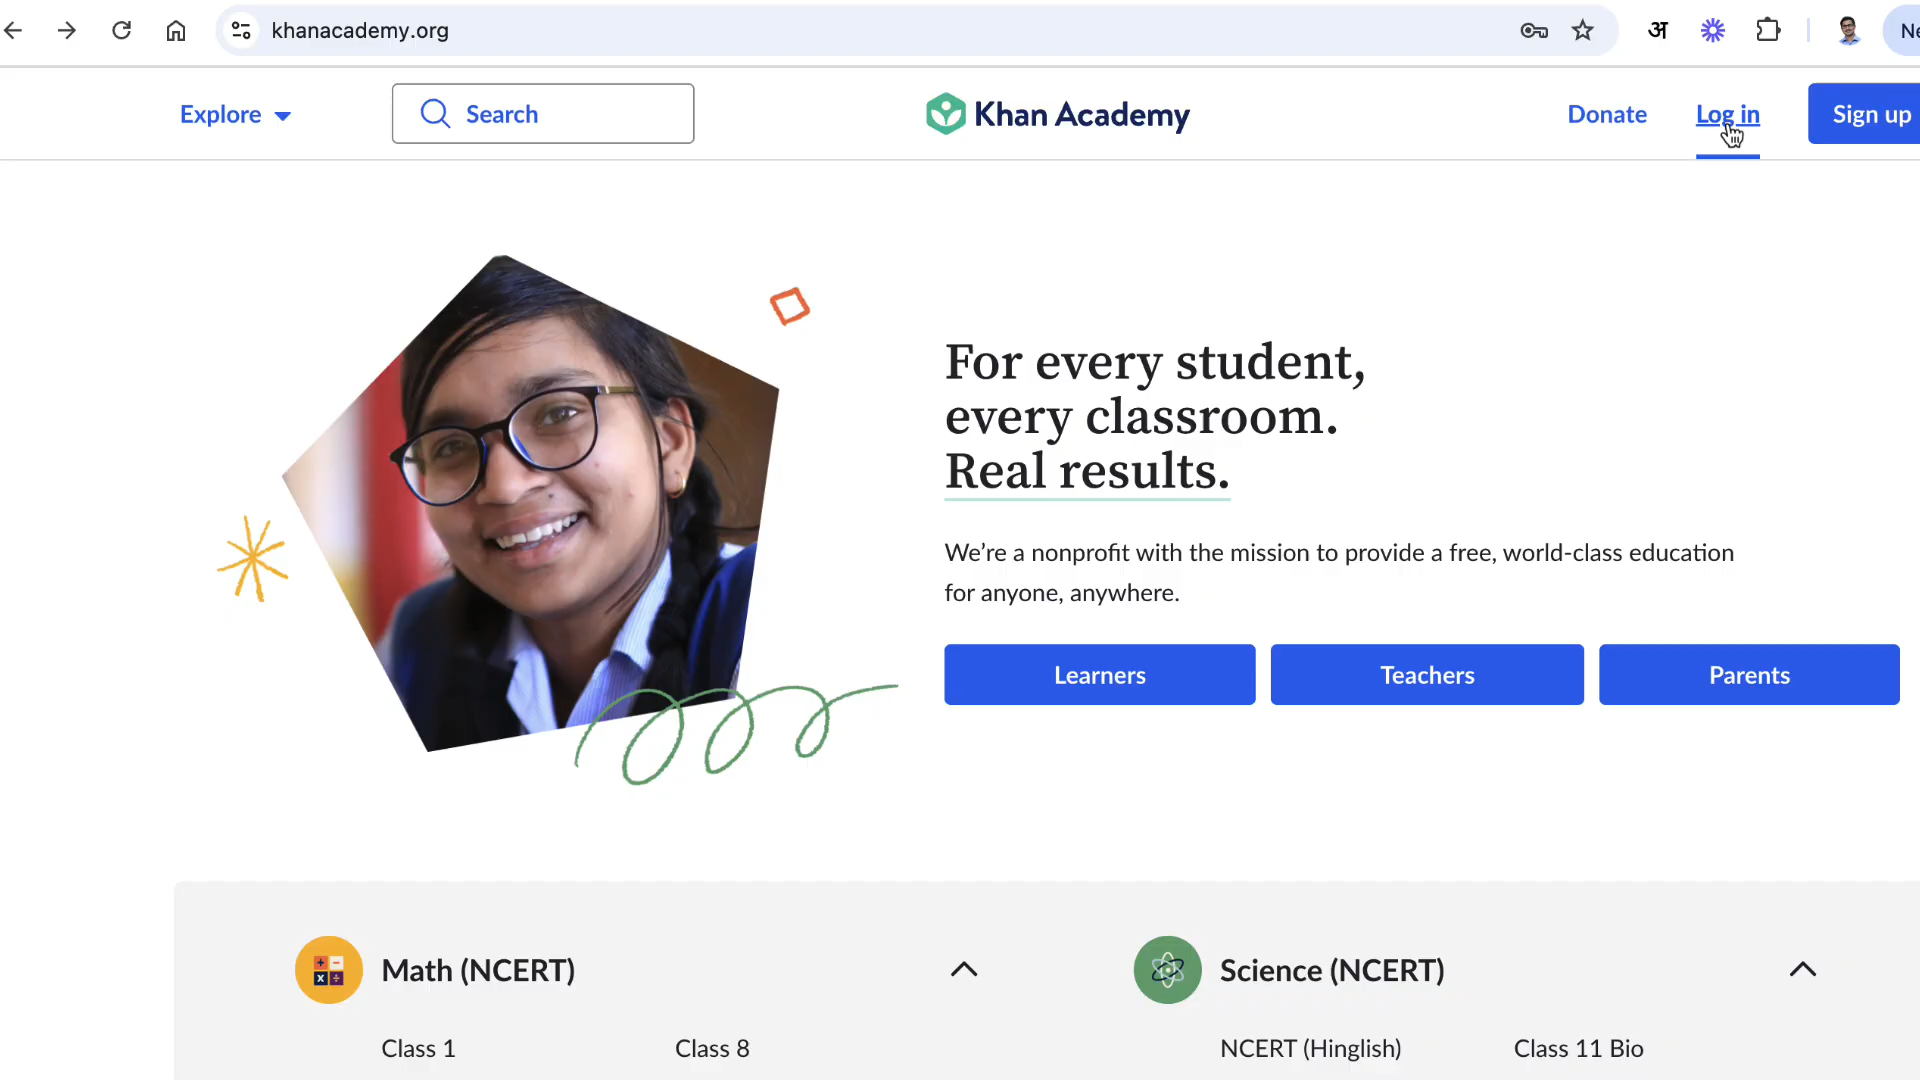 khanacademy.org
अ
Explore
Search
Khan Academy
Donate
Log in
Sign up
For every student,
every classroom.
Real results.
We're a nonprofit with the mission to provide a free, world-class education
for anyone, anywhere.
Learners
Teachers
Parents
Math (NCERT)
Science (NCERT)
Class 1
Class 8
NCERT (Hinglish)
Class 11 Bio